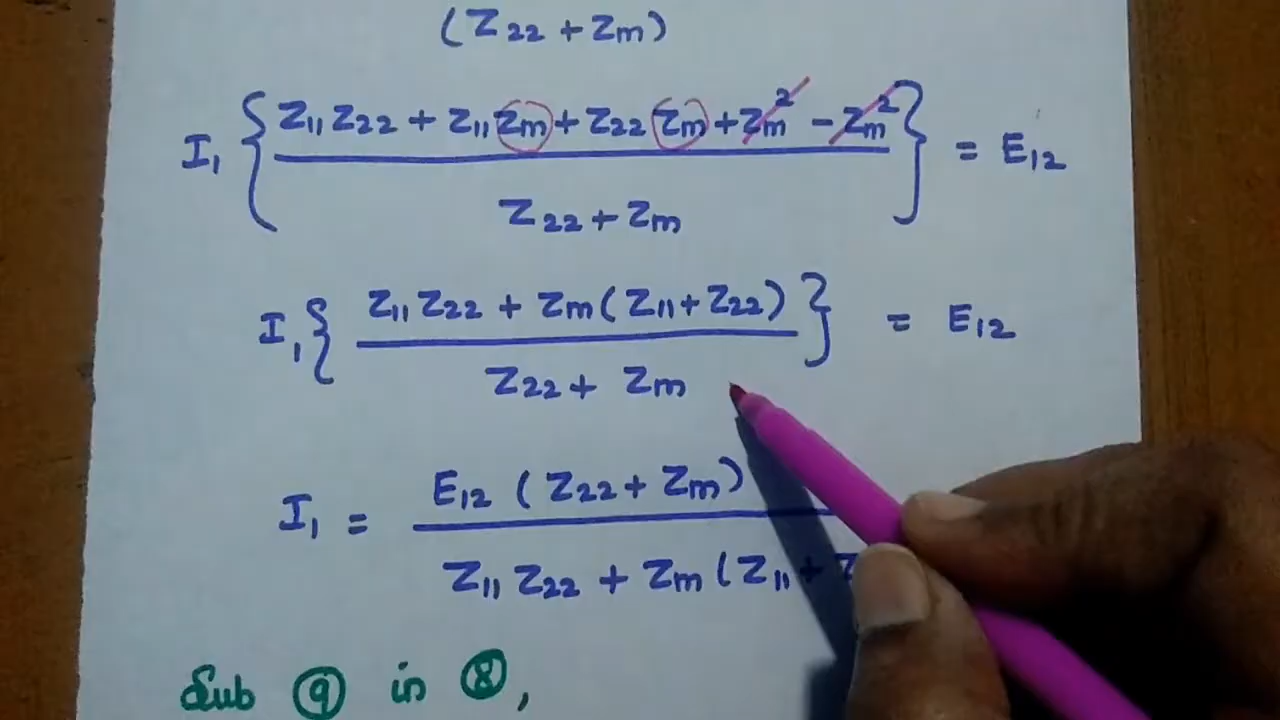 (Z22 + Zm)
I1 { Z11 Z22 + Z11 Zm + Z22 Zm + Zm² - Zm² } = E12
Z22 + Zm
I1 { Z11 Z22 + Zm ( Z11 + Z22 ) } = E12
Z22 + Zm
I1 = E12 ( Z22 + Zm )
Z11 Z22 + Zm ( Z11 +
Sub 9 in 8,